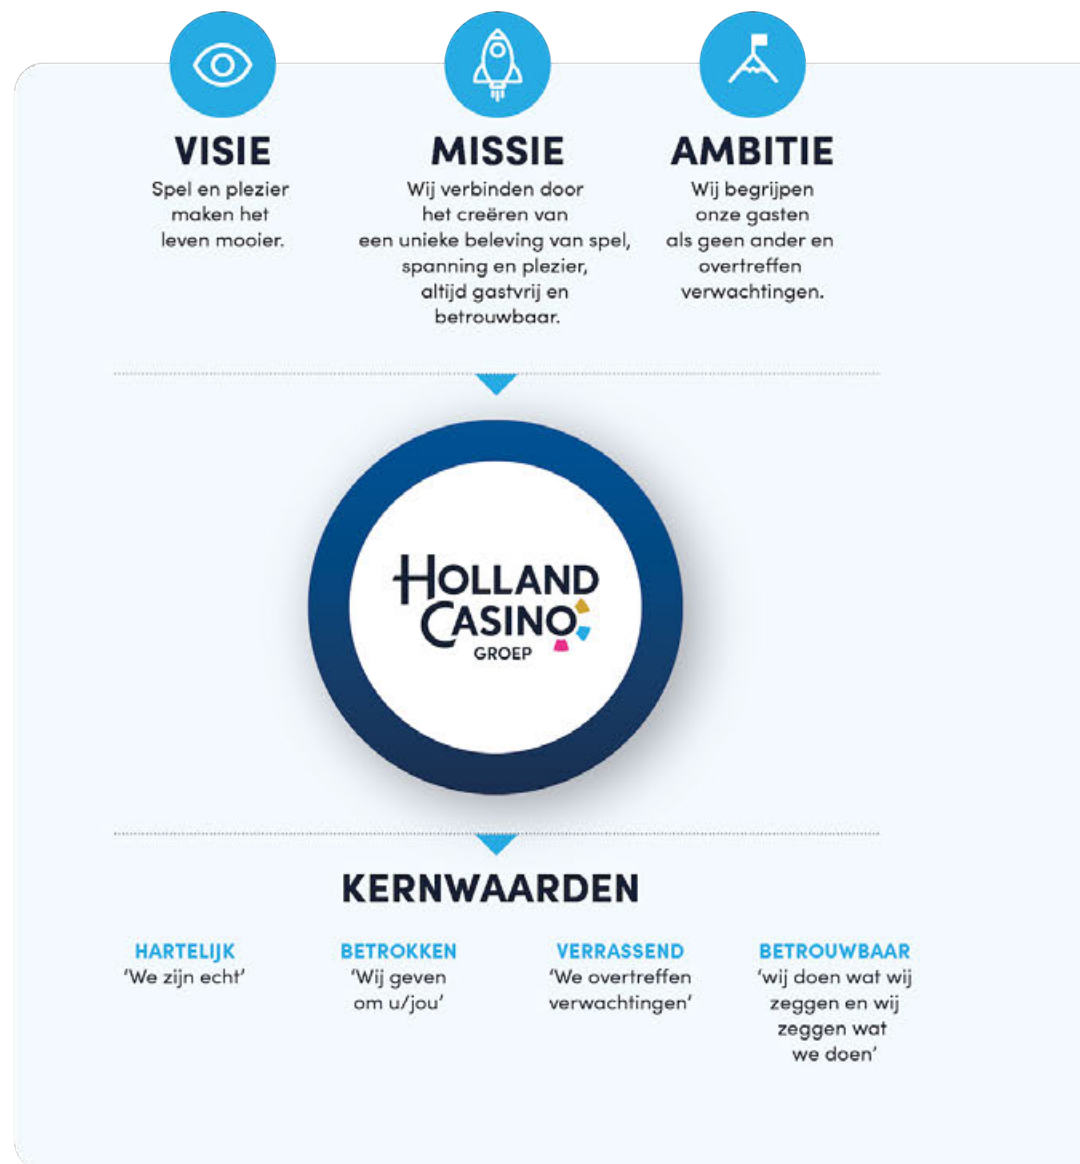 VISIE
Spel en plezier
maken het
leven mooier.
MISSIE
Wij verbinden door
het creëren van
een unieke beleving van spel,
spanning en plezier,
altijd gastvrij en
betrouwbaar.
AMBITIE
Wij begrijpen
onze gasten
als geen ander en
overtreffen
verwachtingen.
HOLLAND
CASINO
GROEP
KERNWAARDEN
HARTELIJK
‘We zijn echt’
BETROKKEN
‘Wij geven
om u/jou’
VERRASSEND
‘We overtreffen
verwachtingen’
BETROUWBAAR
‘wij doen wat wij
zeggen en wij
zeggen wat
we doen’